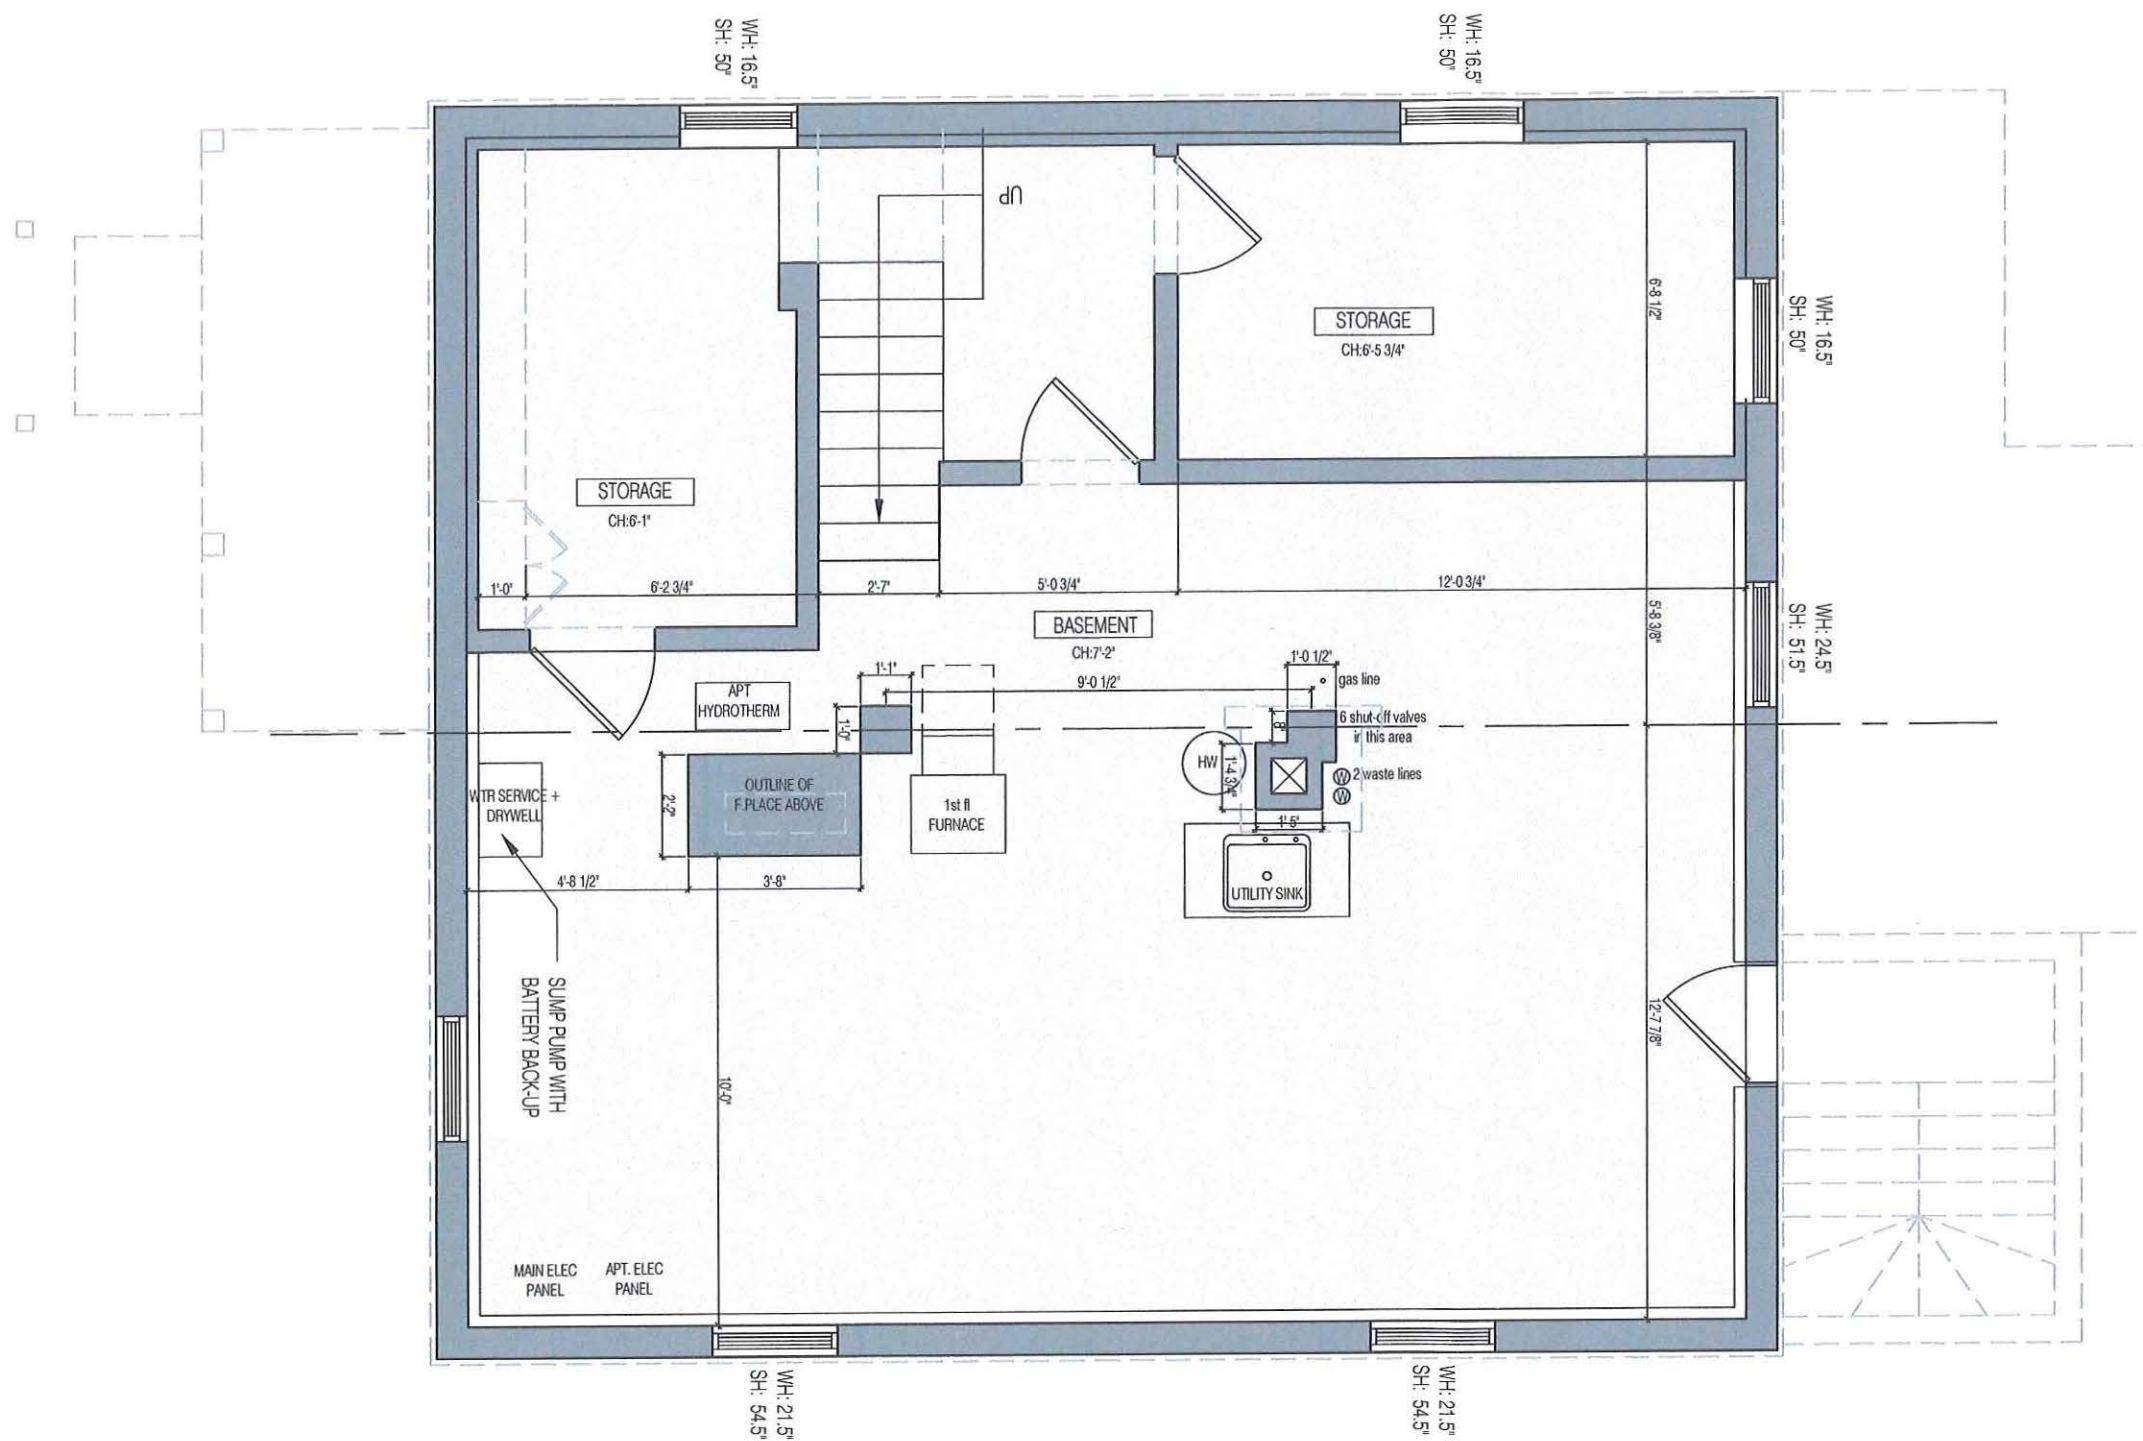 WH: 16.5"
SH: 50"
WH: 16.5"
SH: 50"
UP
6'-8 1/2"
STORAGE
CH:6'-5 3/4"
WH: 16.5"
SH: 50"
STORAGE
CH:6'-1"
1'-0"
6'-2 3/4"
2'-7"
5'-0 3/4"
12'-0 3/4"
BASEMENT
CH:7'-2"
5'-8 3/8"
WH: 24.5"
SH: 51.5"
APT
HYDROTHERM
1'-1"
1'-0"
9'-0 1/2"
1'-0 1/2"
gas line
8"
6 shut-off valves
in this area
HW
1'-4 3/4"
W
2 waste lines
W
1'-5"
WTR SERVICE +
DRYWELL
2'-2"
OUTLINE OF
F.PLACE ABOVE
1st fl
FURNACE
UTILITY SINK
4'-8 1/2"
3'-8"
SUMP PUMP WITH
BATTERY BACK-UP
10'-0"
12'-7 7/8"
MAIN ELEC
PANEL
APT. ELEC
PANEL
WH: 21.5"
SH: 54.5"
WH: 21.5"
SH: 54.5"